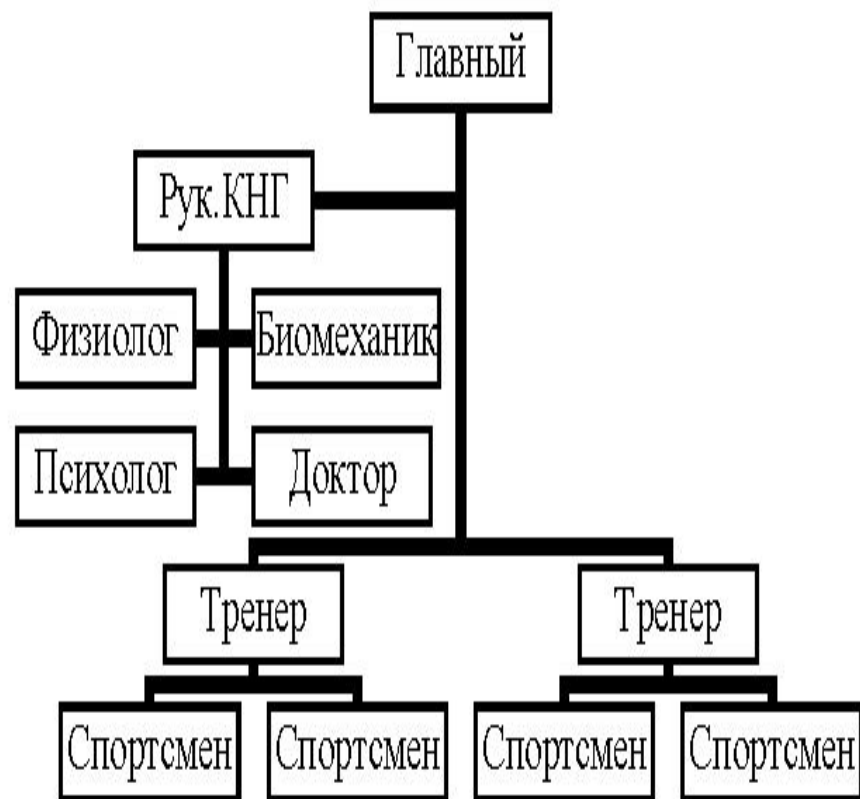 Главный
Рук.КНГ
Физиолог
Биомеханик
Психолог
Доктор
Тренер
Тренер
Спортсмен
Спортсмен
Спортсмен
Спортсмен